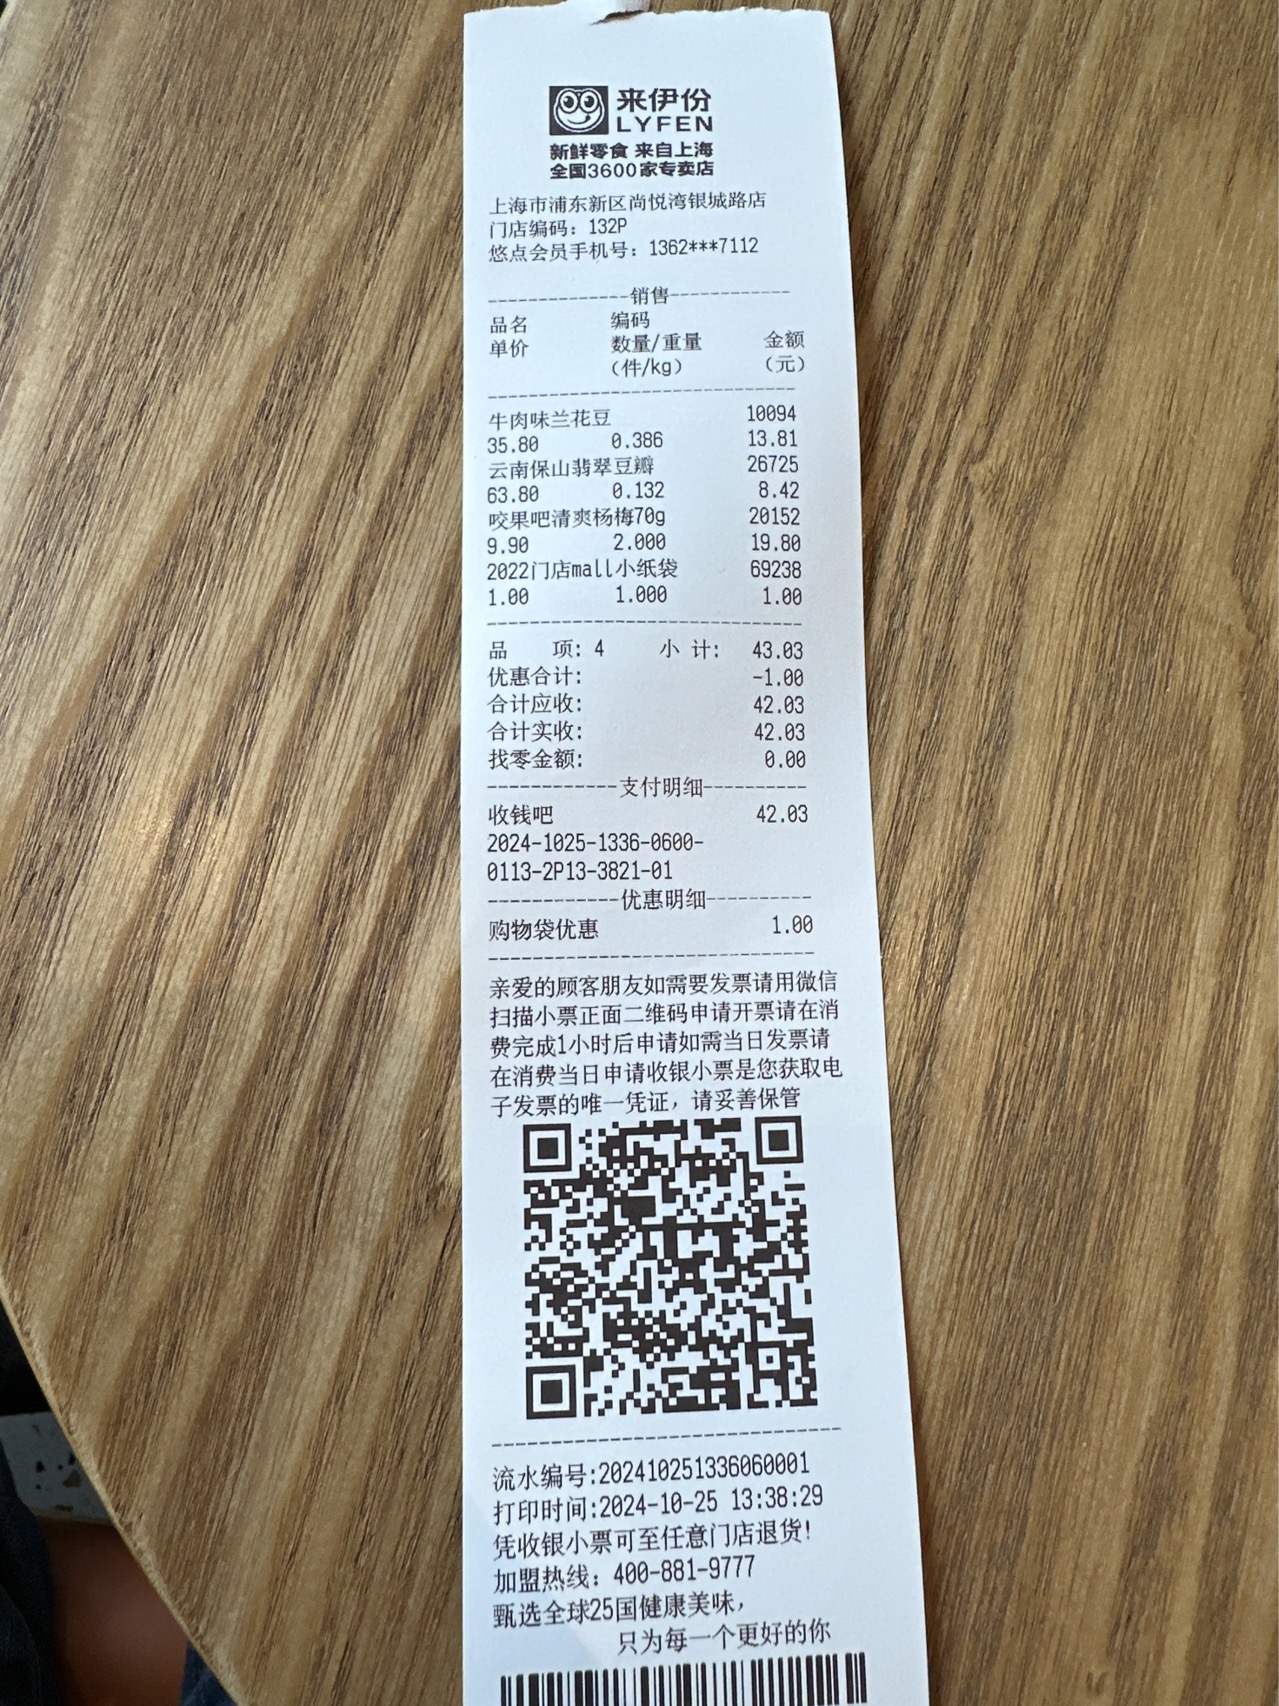 来伊份
LYFEN
新鲜零食 来自上海
全国3600家专卖店
上海市浦东新区尚悦湾银城路店
门店编码：132P
悠点会员手机号：1362***7112
--------------销售------------
品名 编码
单价 数量/重量 金额
（件/kg） （元）
牛肉味兰花豆 10094
35.80 0.386 13.81
云南保山翡翠豆瓣 26725
63.80 0.132 8.42
咬果吧清爽杨梅70g 20152
9.90 2.000 19.80
2022门店mall小纸袋 69238
1.00 1.000 1.00
品 项: 4 小 计: 43.03
优惠合计: -1.00
合计应收: 42.03
合计实收: 42.03
找零金额: 0.00
------------支付明细----------
收钱吧 42.03
2024-1025-1336-0600-
0113-2P13-3821-01
------------优惠明细----------
购物袋优惠 1.00
亲爱的顾客朋友如需要发票请用微信
扫描小票正面二维码申请开票请在消
费完成1小时后申请如需当日发票请
在消费当日申请收银小票是您获取电
子发票的唯一凭证，请妥善保管
流水编号:202410251336060001
打印时间:2024-10-25 13:38:29
凭收银小票可至任意门店退货!
加盟热线：400-881-9777
甄选全球25国健康美味，
只为每一个更好的你